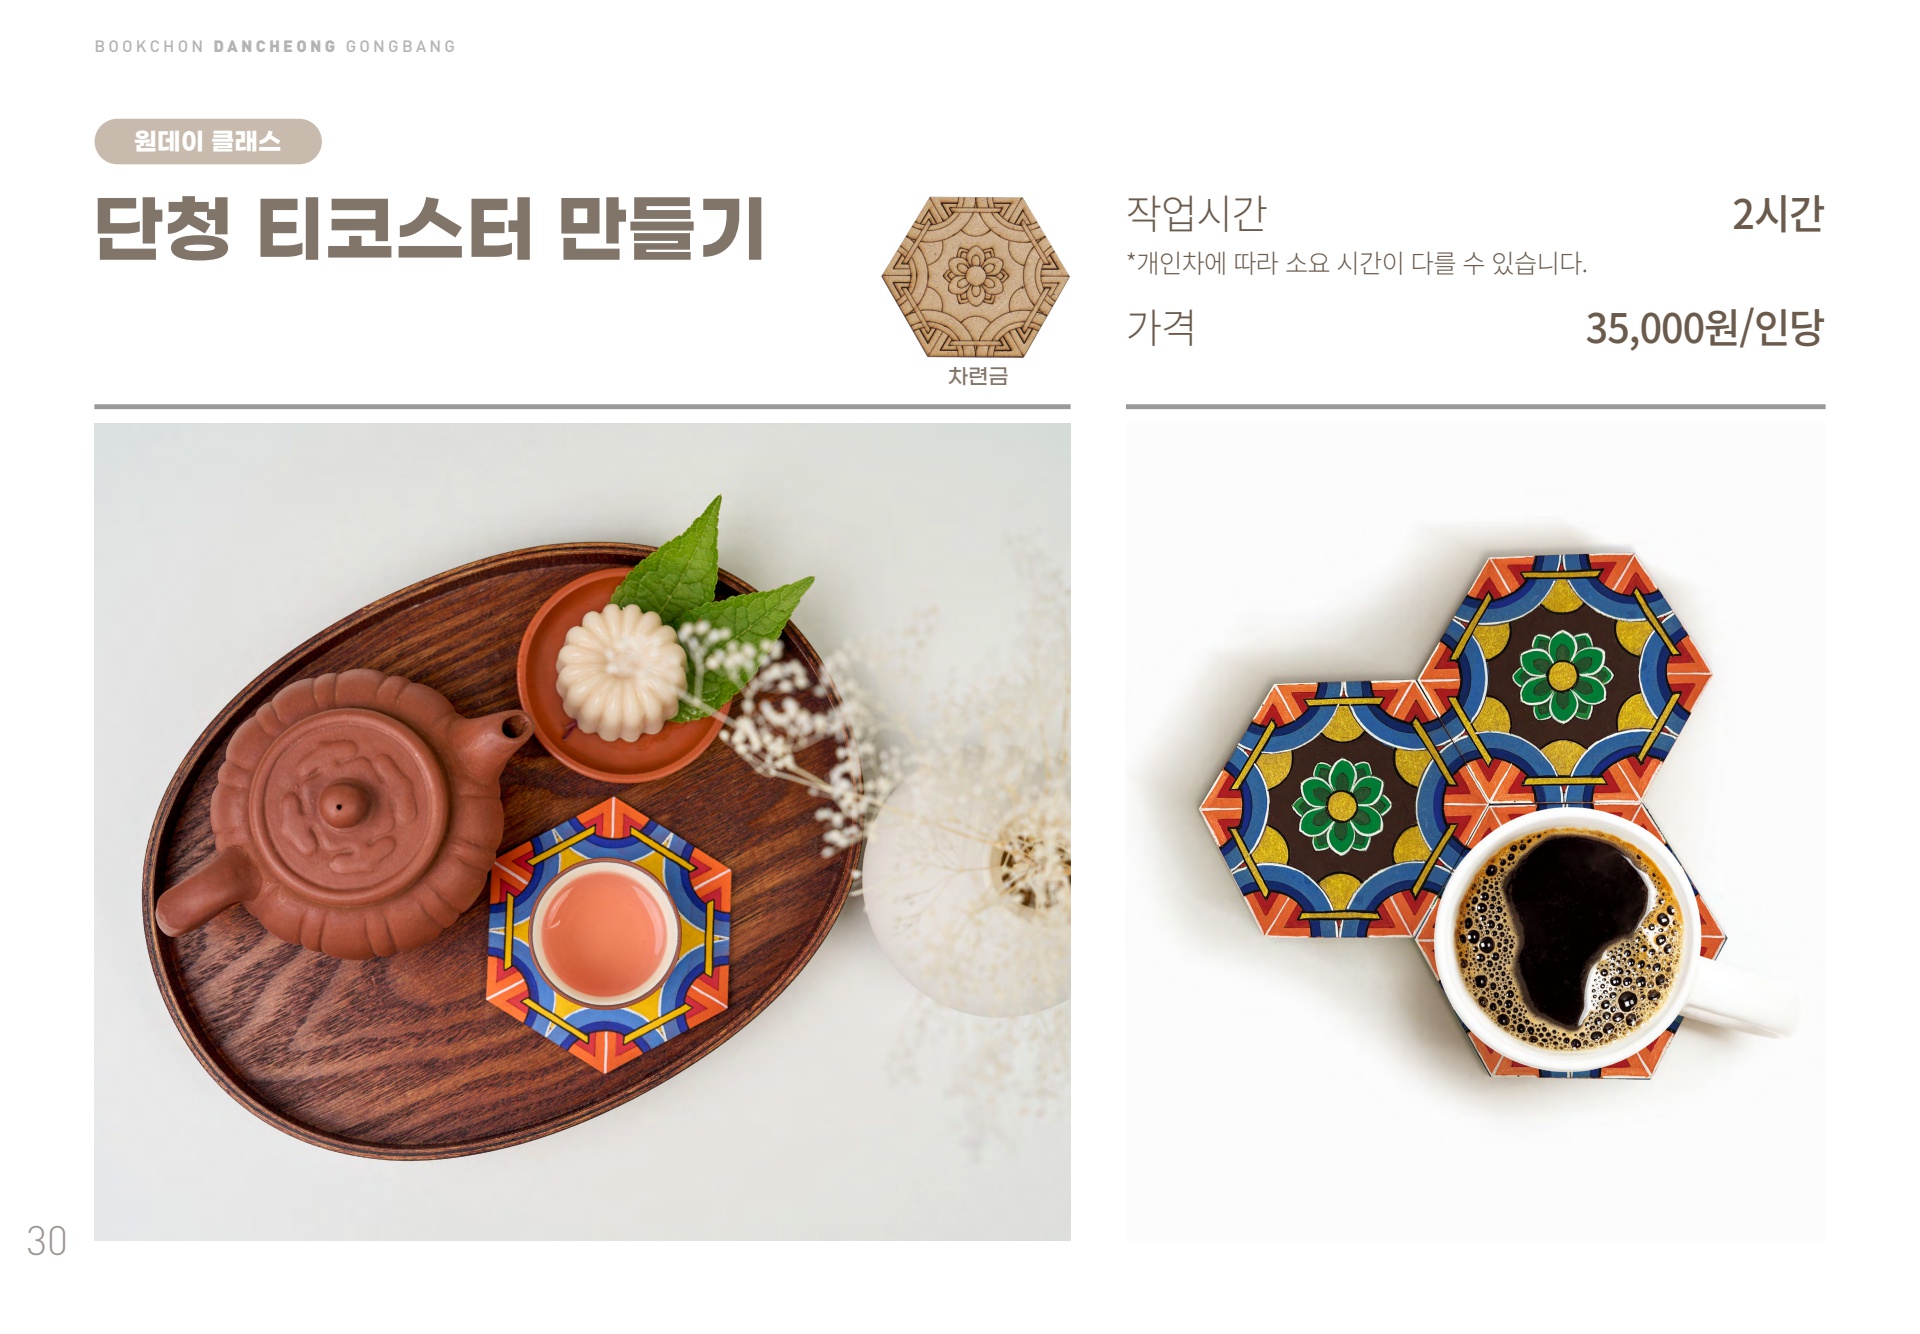 BOOKCHON DANCHEONG GONGBANG
원데이 클래스
단청 티코스터 만들기
차련금
작업시간 2시간
*개인차에 따라 소요 시간이 다를 수 있습니다.
가격 35,000원/인당
30